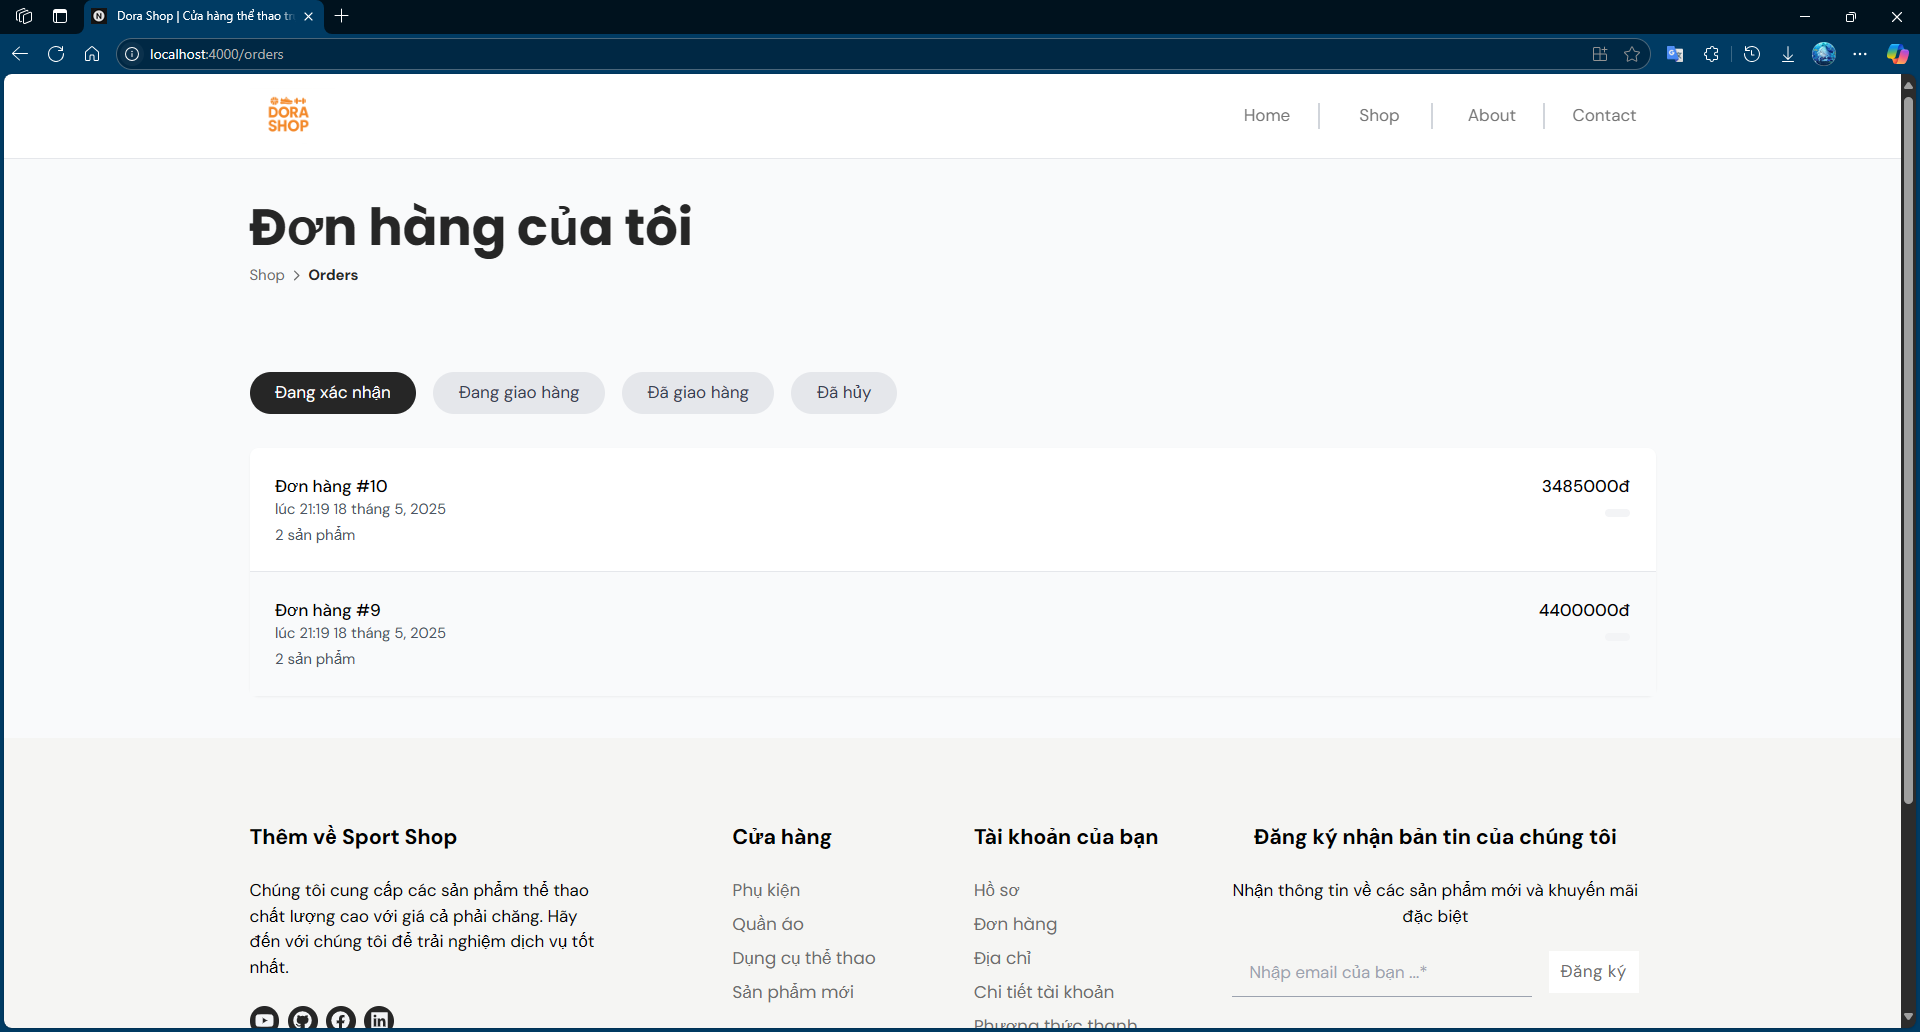 Dora Shop | Cửa hàng thể thao tr
localhost:4000/orders
DORA
SHOP
Home
Shop
About
Contact
Đơn hàng của tôi
Shop > Orders
Đang xác nhận
Đang giao hàng
Đã giao hàng
Đã hủy
Đơn hàng #10
3485000đ
lúc 21:19 18 tháng 5, 2025
2 sản phẩm
Đơn hàng #9
4400000đ
lúc 21:19 18 tháng 5, 2025
2 sản phẩm
Thêm về Sport Shop
Chúng tôi cung cấp các sản phẩm thể thao
chất lượng cao với giá cả phải chăng. Hãy
đến với chúng tôi để trải nghiệm dịch vụ tốt
nhất.
Cửa hàng
Phụ kiện
Quần áo
Dụng cụ thể thao
Sản phẩm mới
Tài khoản của bạn
Hồ sơ
Đơn hàng
Địa chỉ
Chi tiết tài khoản
Phương thức thanh
Đăng ký nhận bản tin của chúng tôi
Nhận thông tin về các sản phẩm mới và khuyến mãi
đặc biệt
Nhập email của bạn ...*
Đăng ký